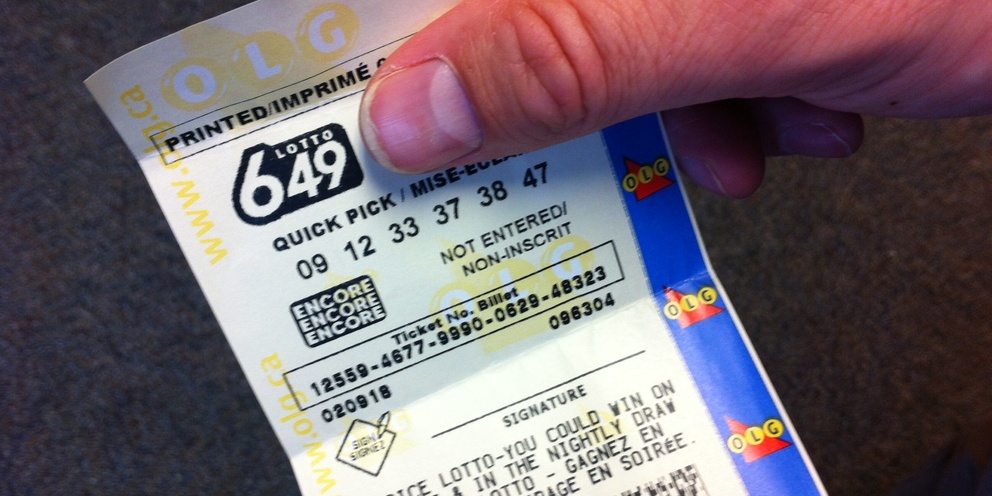 OLG
www.olg.ca
PRINTED/IMPRIMÉ
LOTTO
649
QUICK PICK / MISE-ÉCLAI
09 12 33 37 38 47
ENCORE
ENCORE
ENCORE
NOT ENTERED/
NON-INSCRIT
OLG
Ticket No. Billet
12559-4677-9990-0629-48323
020918 096304
SIGN
SIGNEZ
SIGNATURE
LOTTO-YOU COULD WIN ON
& IN THE NIGHTLY DRAW
LOTTO - GAGNEZ EN
EN SOIRÉE.
www.olg.ca
OLG
OLG
OLG